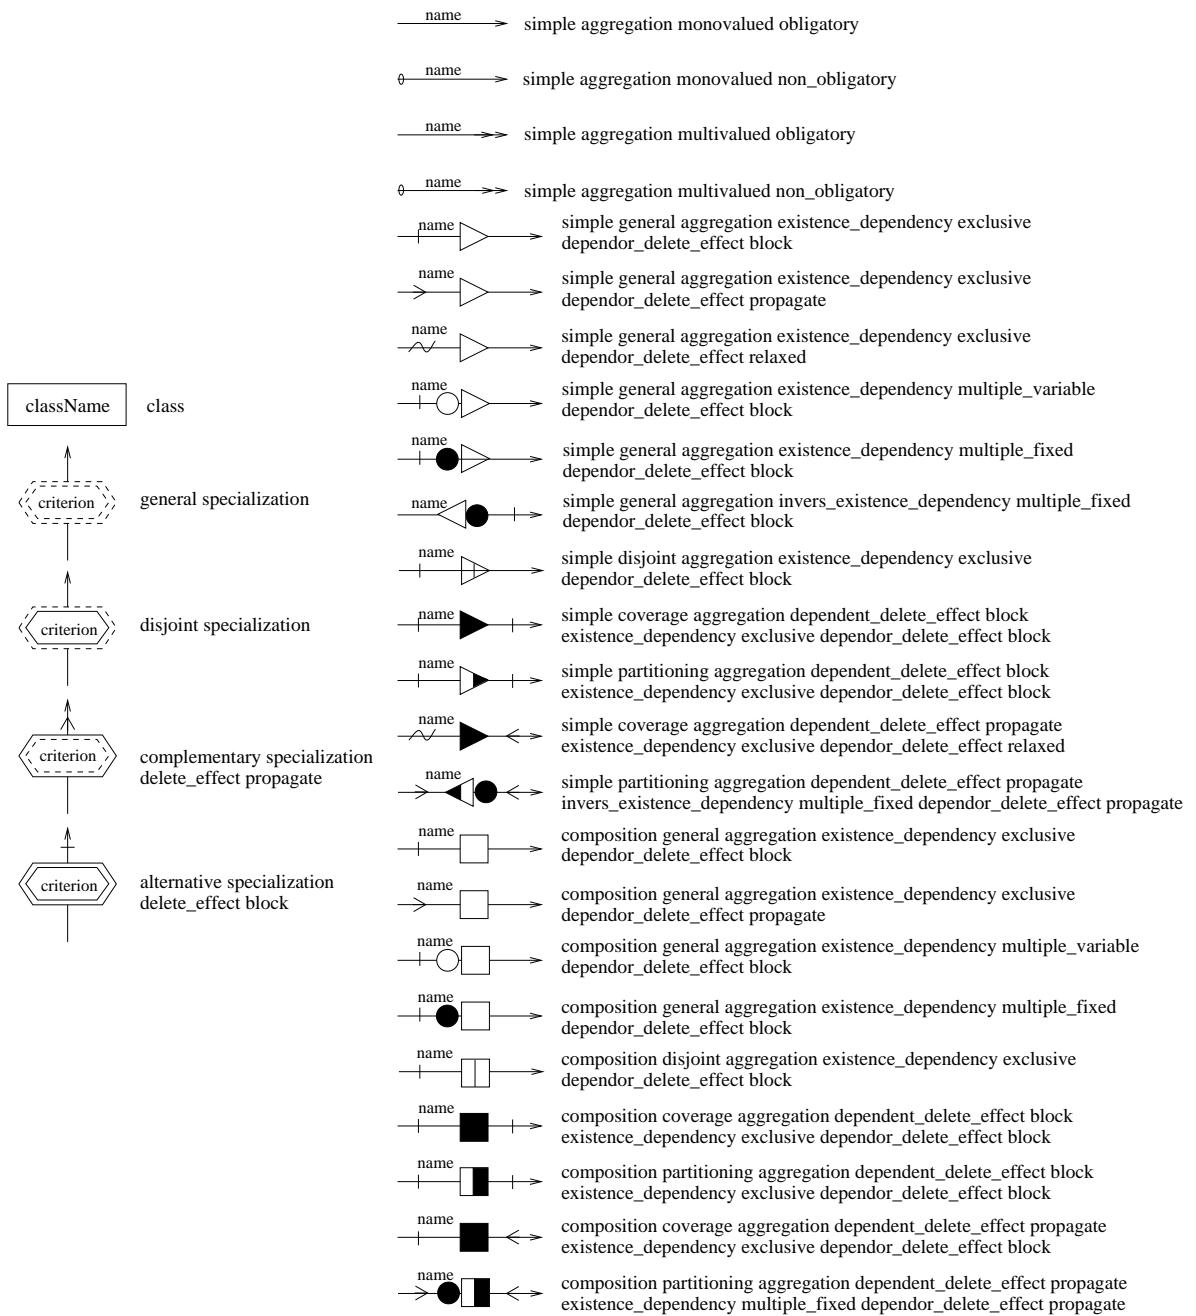 className
class
criterion
general specialization
criterion
disjoint specialization
criterion
complementary specialization
delete_effect propagate
criterion
alternative specialization
delete_effect block
name
simple aggregation monovalued obligatory
name
simple aggregation monovalued non_obligatory
name
simple aggregation multivalued obligatory
name
simple aggregation multivalued non_obligatory
name
simple general aggregation existence_dependency exclusive
dependor_delete_effect block
name
simple general aggregation existence_dependency exclusive
dependor_delete_effect propagate
name
simple general aggregation existence_dependency exclusive
dependor_delete_effect relaxed
name
simple general aggregation existence_dependency multiple_variable
dependor_delete_effect block
name
simple general aggregation existence_dependency multiple_fixed
dependor_delete_effect block
name
simple general aggregation invers_existence_dependency multiple_fixed
dependor_delete_effect block
name
simple disjoint aggregation existence_dependency exclusive
dependor_delete_effect block
name
simple coverage aggregation dependent_delete_effect block
existence_dependency exclusive dependor_delete_effect block
name
simple partitioning aggregation dependent_delete_effect block
existence_dependency exclusive dependor_delete_effect block
name
simple coverage aggregation dependent_delete_effect propagate
existence_dependency exclusive dependor_delete_effect relaxed
name
simple partitioning aggregation dependent_delete_effect propagate
invers_existence_dependency multiple_fixed dependor_delete_effect propagate
name
composition general aggregation existence_dependency exclusive
dependor_delete_effect block
name
composition general aggregation existence_dependency exclusive
dependor_delete_effect propagate
name
composition general aggregation existence_dependency multiple_variable
dependor_delete_effect block
name
composition general aggregation existence_dependency multiple_fixed
dependor_delete_effect block
name
composition disjoint aggregation existence_dependency exclusive
dependor_delete_effect block
name
composition coverage aggregation dependent_delete_effect block
existence_dependency exclusive dependor_delete_effect block
name
composition partitioning aggregation dependent_delete_effect block
existence_dependency exclusive dependor_delete_effect block
name
composition coverage aggregation dependent_delete_effect propagate
existence_dependency exclusive dependor_delete_effect block
name
composition partitioning aggregation dependent_delete_effect propagate
existence_dependency multiple_fixed dependor_delete_effect propagate